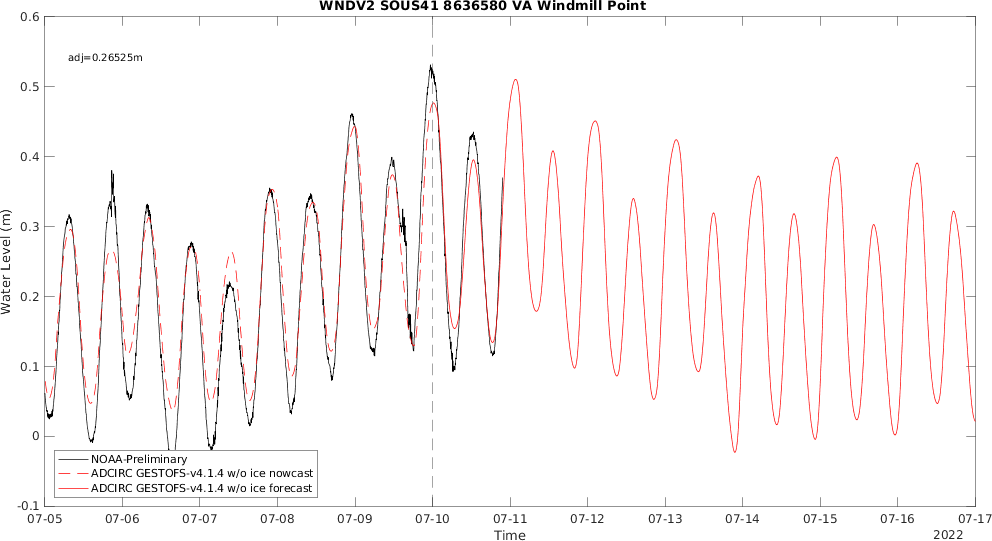 WNDV2 SOUS41 8636580 VA Windmill Point
0.6
adj=0.26525m
0.5
0.4
0.3
0.2
0.1
0
-0.1
Water Level (m)
NOAA-Preliminary
ADCIRC GESTOFS-v4.1.4 w/o ice nowcast
ADCIRC GESTOFS-v4.1.4 w/o ice forecast
07-05 07-06 07-07 07-08 07-09 07-10 07-11 07-12 07-13 07-14 07-15 07-16 07-17
Time
2022